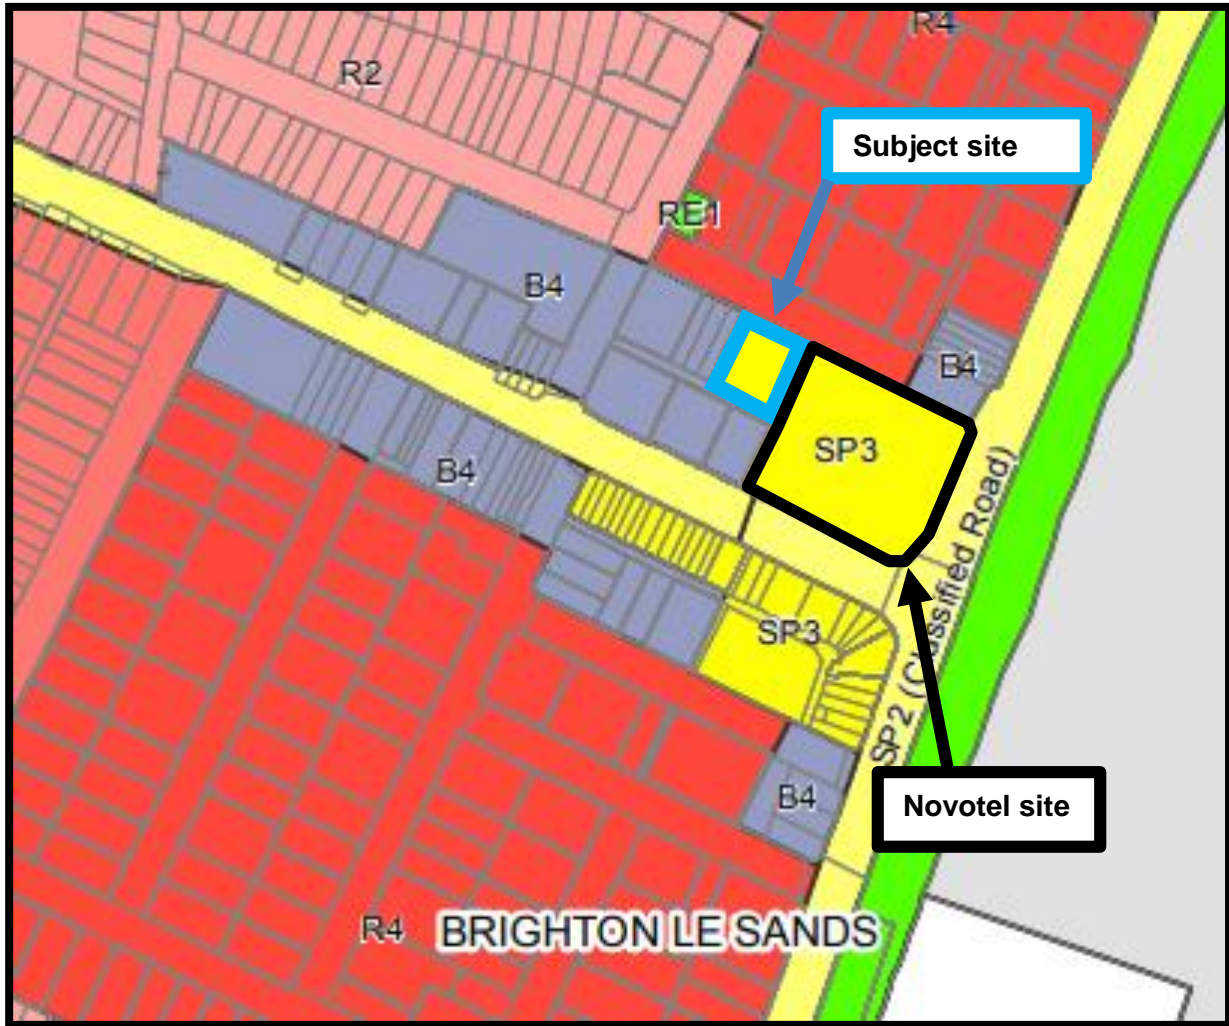 R4
R2
Subject site
RE1
B4
B4
SP3
B4
SP2 (Classified Road)
SP3
B4
Novotel site
R4 BRIGHTON LE SANDS